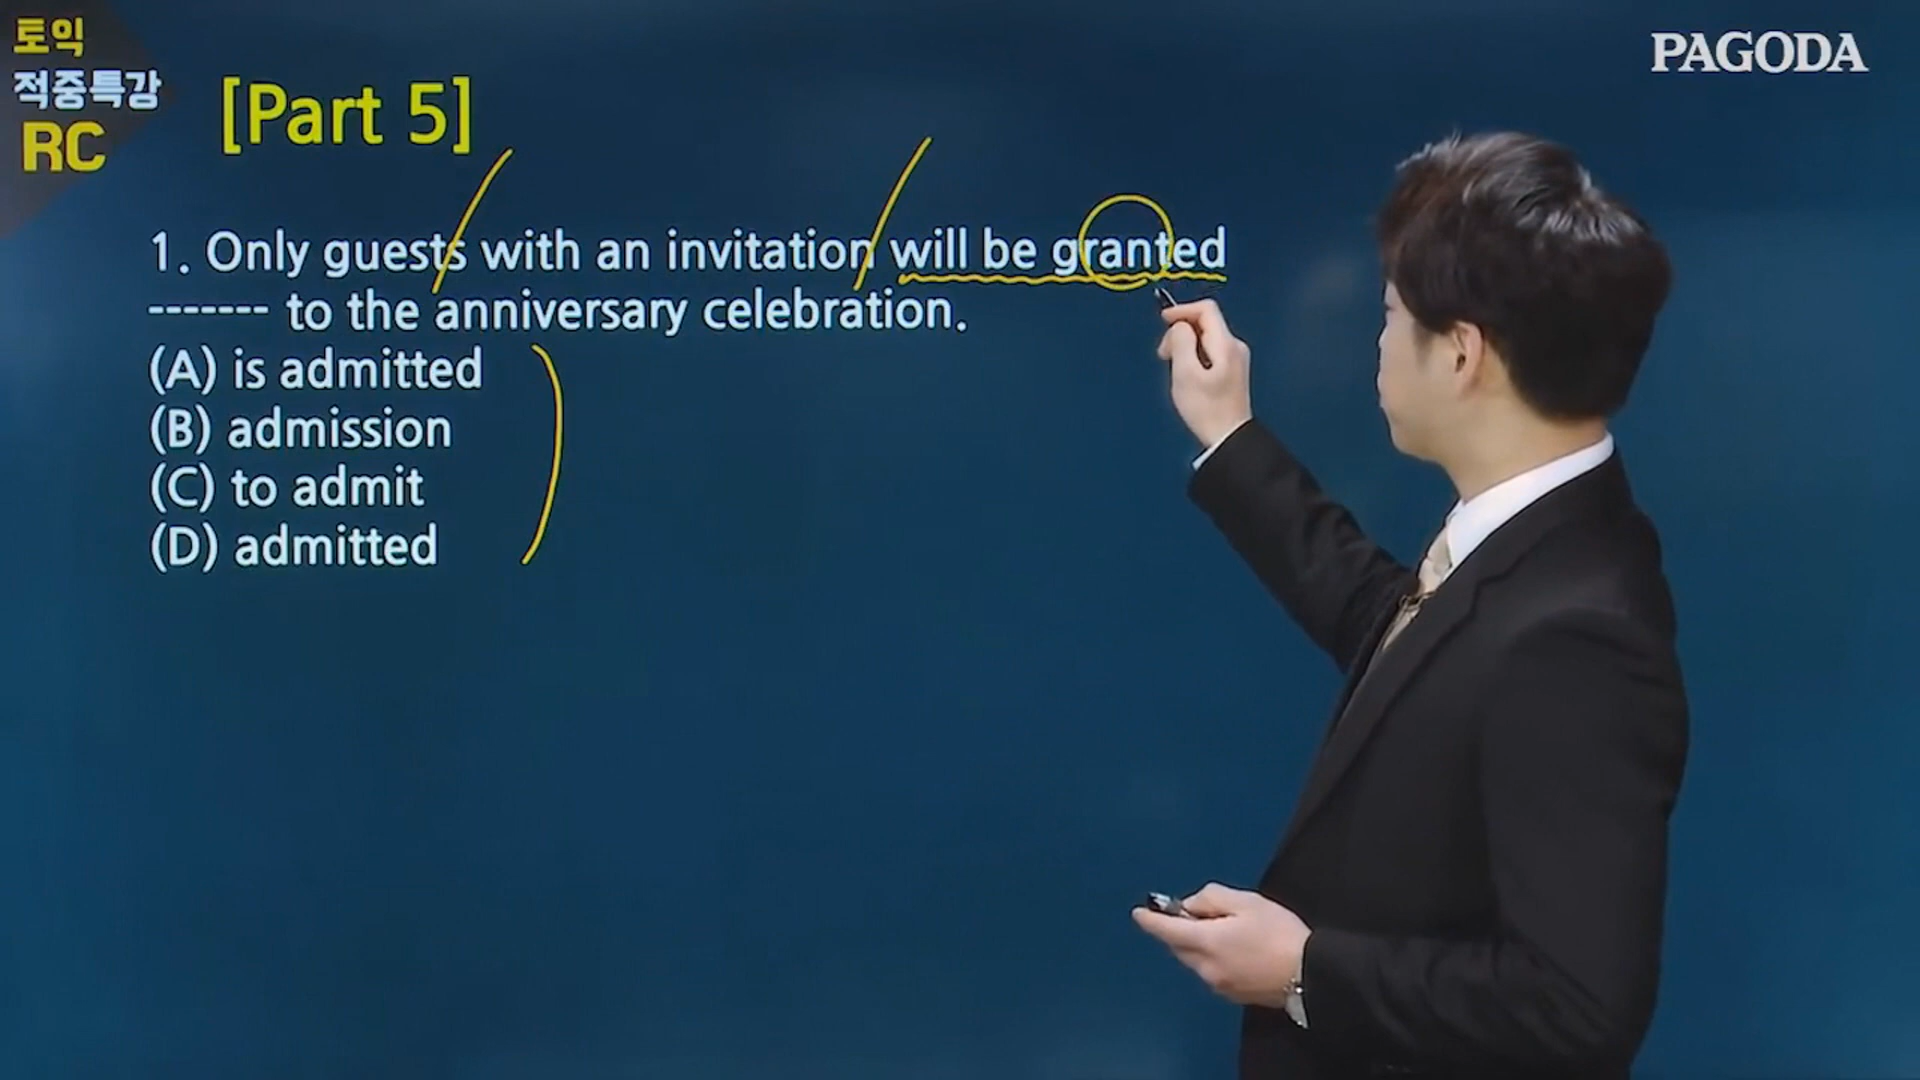 토익
적중특강
RC
PAGODA
[Part 5]
1. Only guests with an invitation will be granted
------- to the anniversary celebration.
(A) is admitted
(B) admission
(C) to admit
(D) admitted